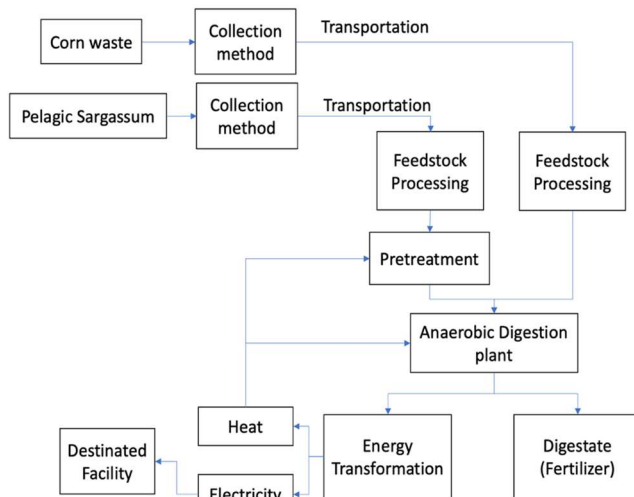 Corn waste
Collection
method
Transportation
Pelagic Sargassum
Collection
method
Transportation
Feedstock
Processing
Feedstock
Processing
Pretreatment
Anaerobic Digestion
plant
Heat
Energy
Transformation
Digestate
(Fertilizer)
Destinated
Facility
Electricity